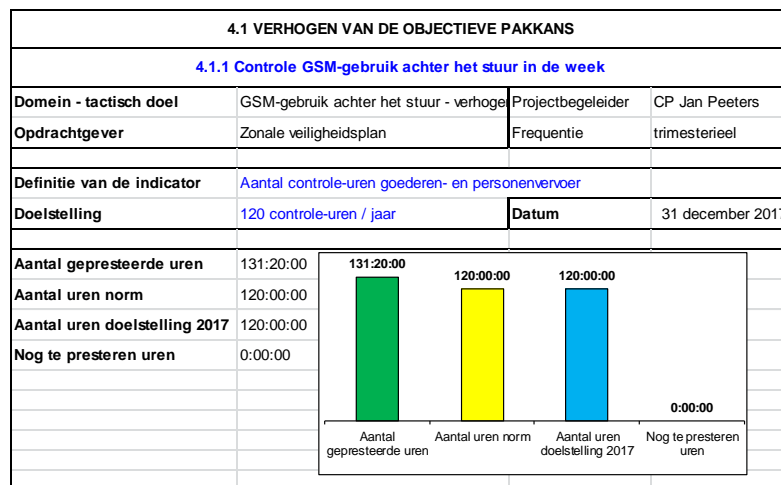 4.1 VERHOGEN VAN DE OBJECTIEVE PAKKANS
4.1.1 Controle GSM-gebruik achter het stuur in de week
Domein - tactisch doel GSM-gebruik achter het stuur - verhoge Projectbegeleider CP Jan Peeters
Opdrachtgever Zonale veiligheidsplan Frequentie trimesterieel
Definitie van de indicator Aantal controle-uren goederen- en personenvervoer
Doelstelling 120 controle-uren / jaar Datum 31 december 2017
Aantal gepresteerde uren 131:20:00
Aantal uren norm 120:00:00
Aantal uren doelstelling 2017 120:00:00
Nog te presteren uren 0:00:00
131:20:00
120:00:00
120:00:00
0:00:00
Aantal gepresteerde uren
Aantal uren norm
Aantal uren doelstelling 2017
Nog te presteren uren